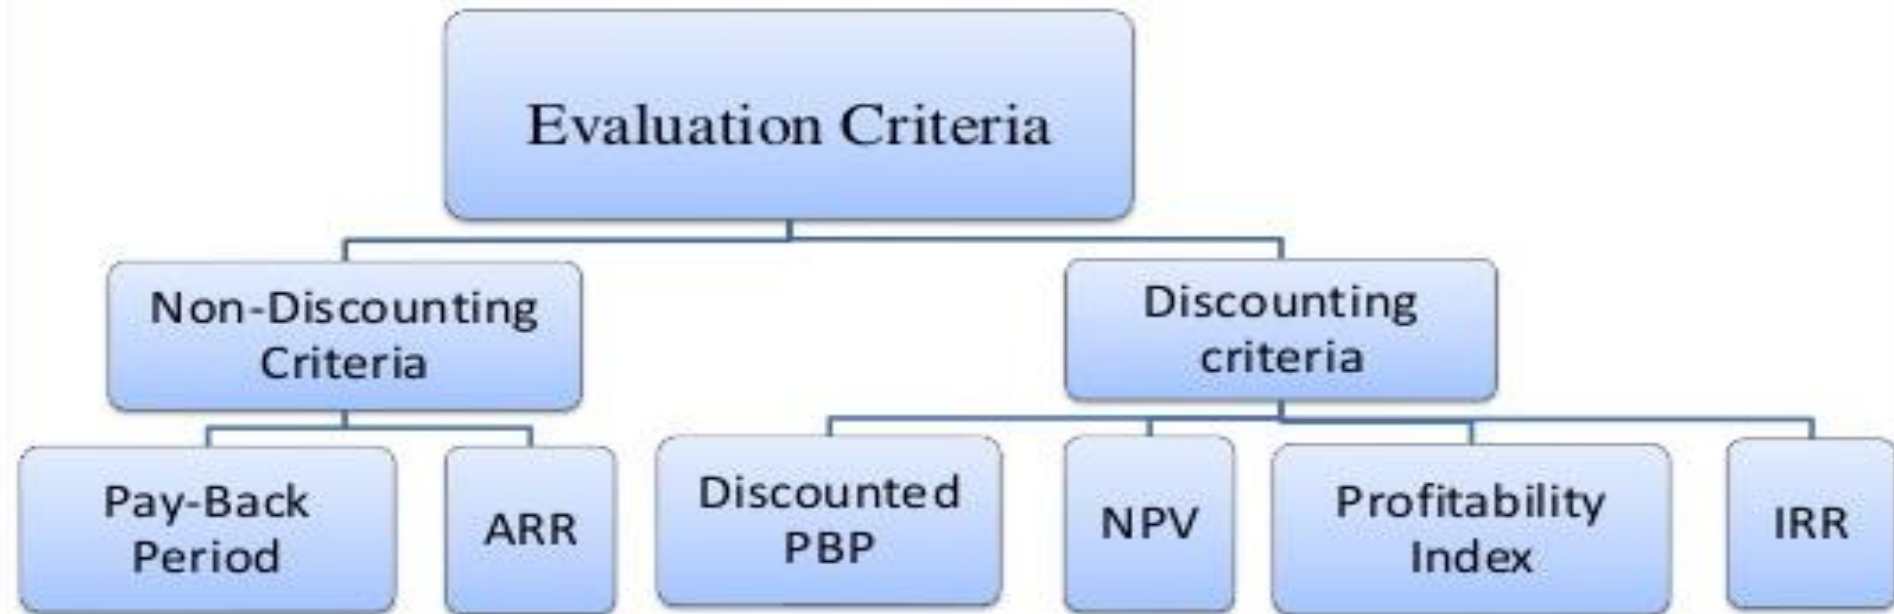 Evaluation Criteria
Non-Discounting
Criteria
Discounting
criteria
Pay-Back
Period
ARR
Discounted
PBP
NPV
Profitability
Index
IRR